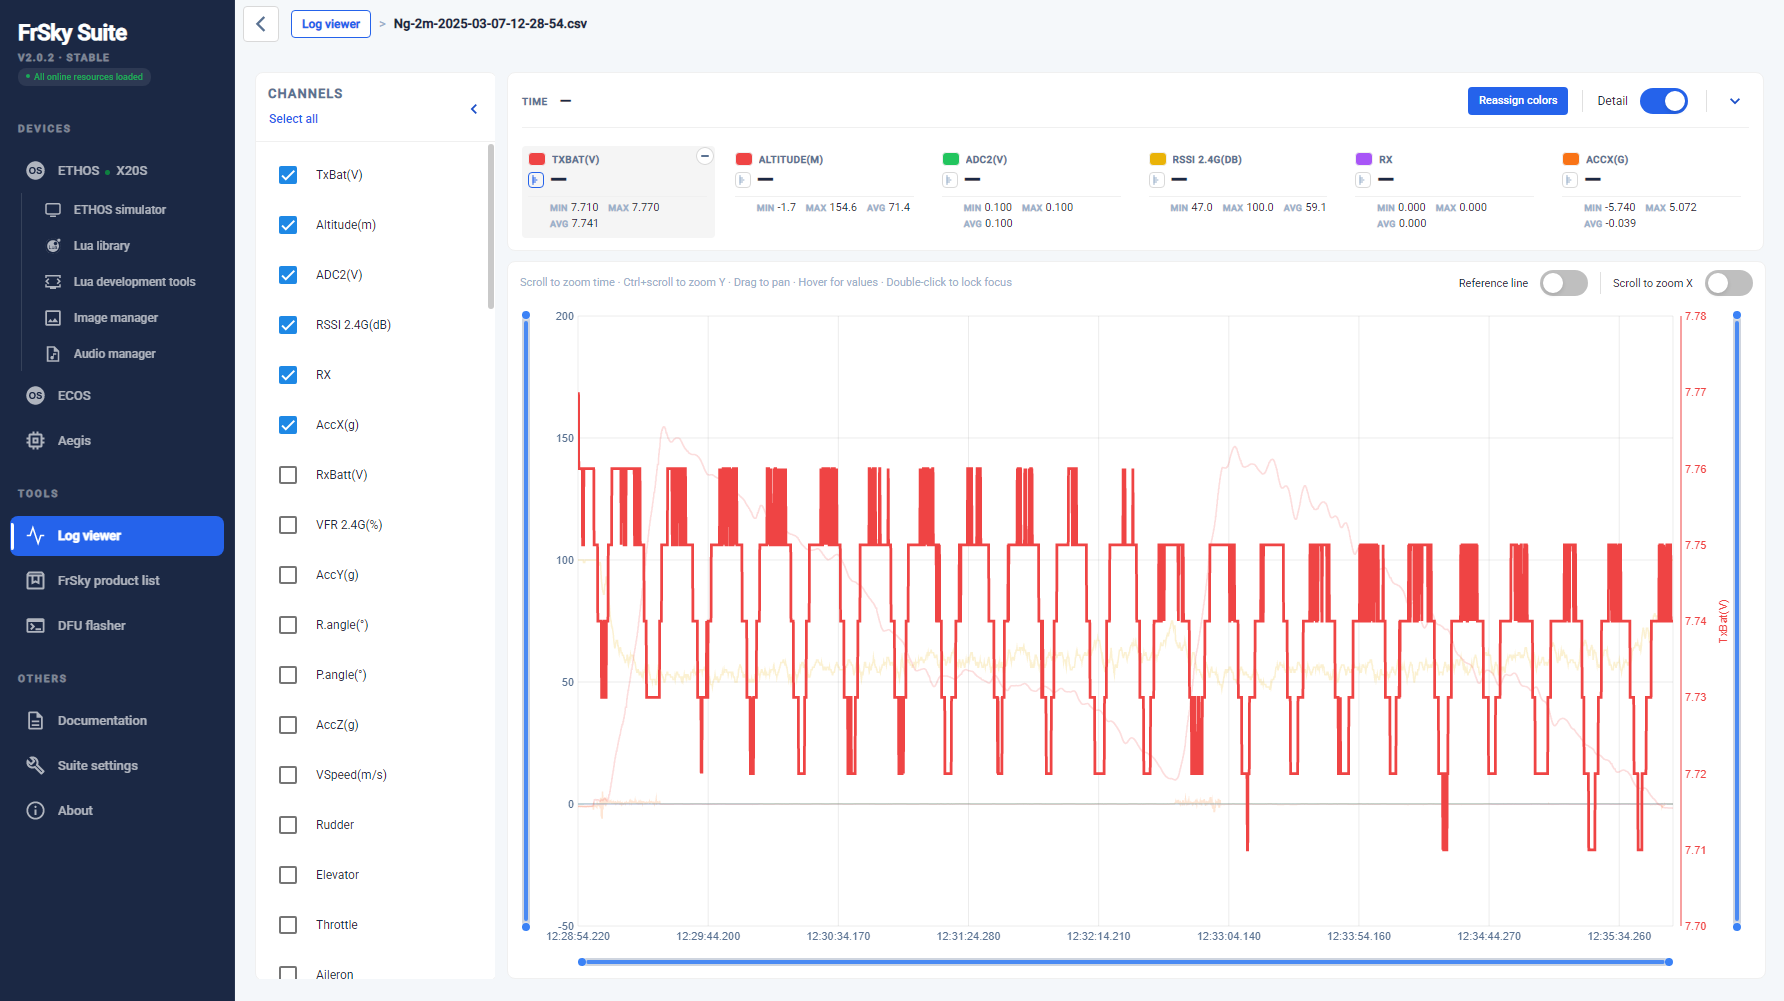 FrSky Suite
V2.0.2 · STABLE
All online resources loaded
DEVICES
OS ETHOS X20S
ETHOS simulator
Lua library
Lua development tools
Image manager
Audio manager
OS ECOS
Aegis
TOOLS
Log viewer
FrSky product list
DFU flasher
OTHERS
Documentation
Suite settings
About
Log viewer > Ng-2m-2025-03-07-12-28-54.csv
CHANNELS
Select all
TxBat(V)
Altitude(m)
ADC2(V)
RSSI 2.4G(dB)
RX
AccX(g)
RxBatt(V)
VFR 2.4G(%)
AccY(g)
R.angle(°)
P.angle(°)
AccZ(g)
VSpeed(m/s)
Rudder
Elevator
Throttle
Aileron
TIME —
Reassign colors
Detail
TXBAT(V)
—
MIN 7.710 MAX 7.770
AVG 7.741
ALTITUDE(M)
—
MIN -1.7 MAX 154.6 AVG 71.4
ADC2(V)
—
MIN 0.100 MAX 0.100
AVG 0.100
RSSI 2.4G(DB)
—
MIN 47.0 MAX 100.0 AVG 59.1
RX
—
MIN 0.000 MAX 0.000
AVG 0.000
ACCX(G)
—
MIN -5.740 MAX 5.072
AVG -0.039
Scroll to zoom time · Ctrl+scroll to zoom Y · Drag to pan · Hover for values · Double-click to lock focus
Reference line
Scroll to zoom X
200
150
100
50
0
-50
7.78
7.77
7.76
7.75
7.74
7.73
7.72
7.71
7.70
TxBat(V)
12:28:54.220
12:29:44.200
12:30:34.170
12:31:24.280
12:32:14.210
12:33:04.140
12:33:54.160
12:34:44.270
12:35:34.260